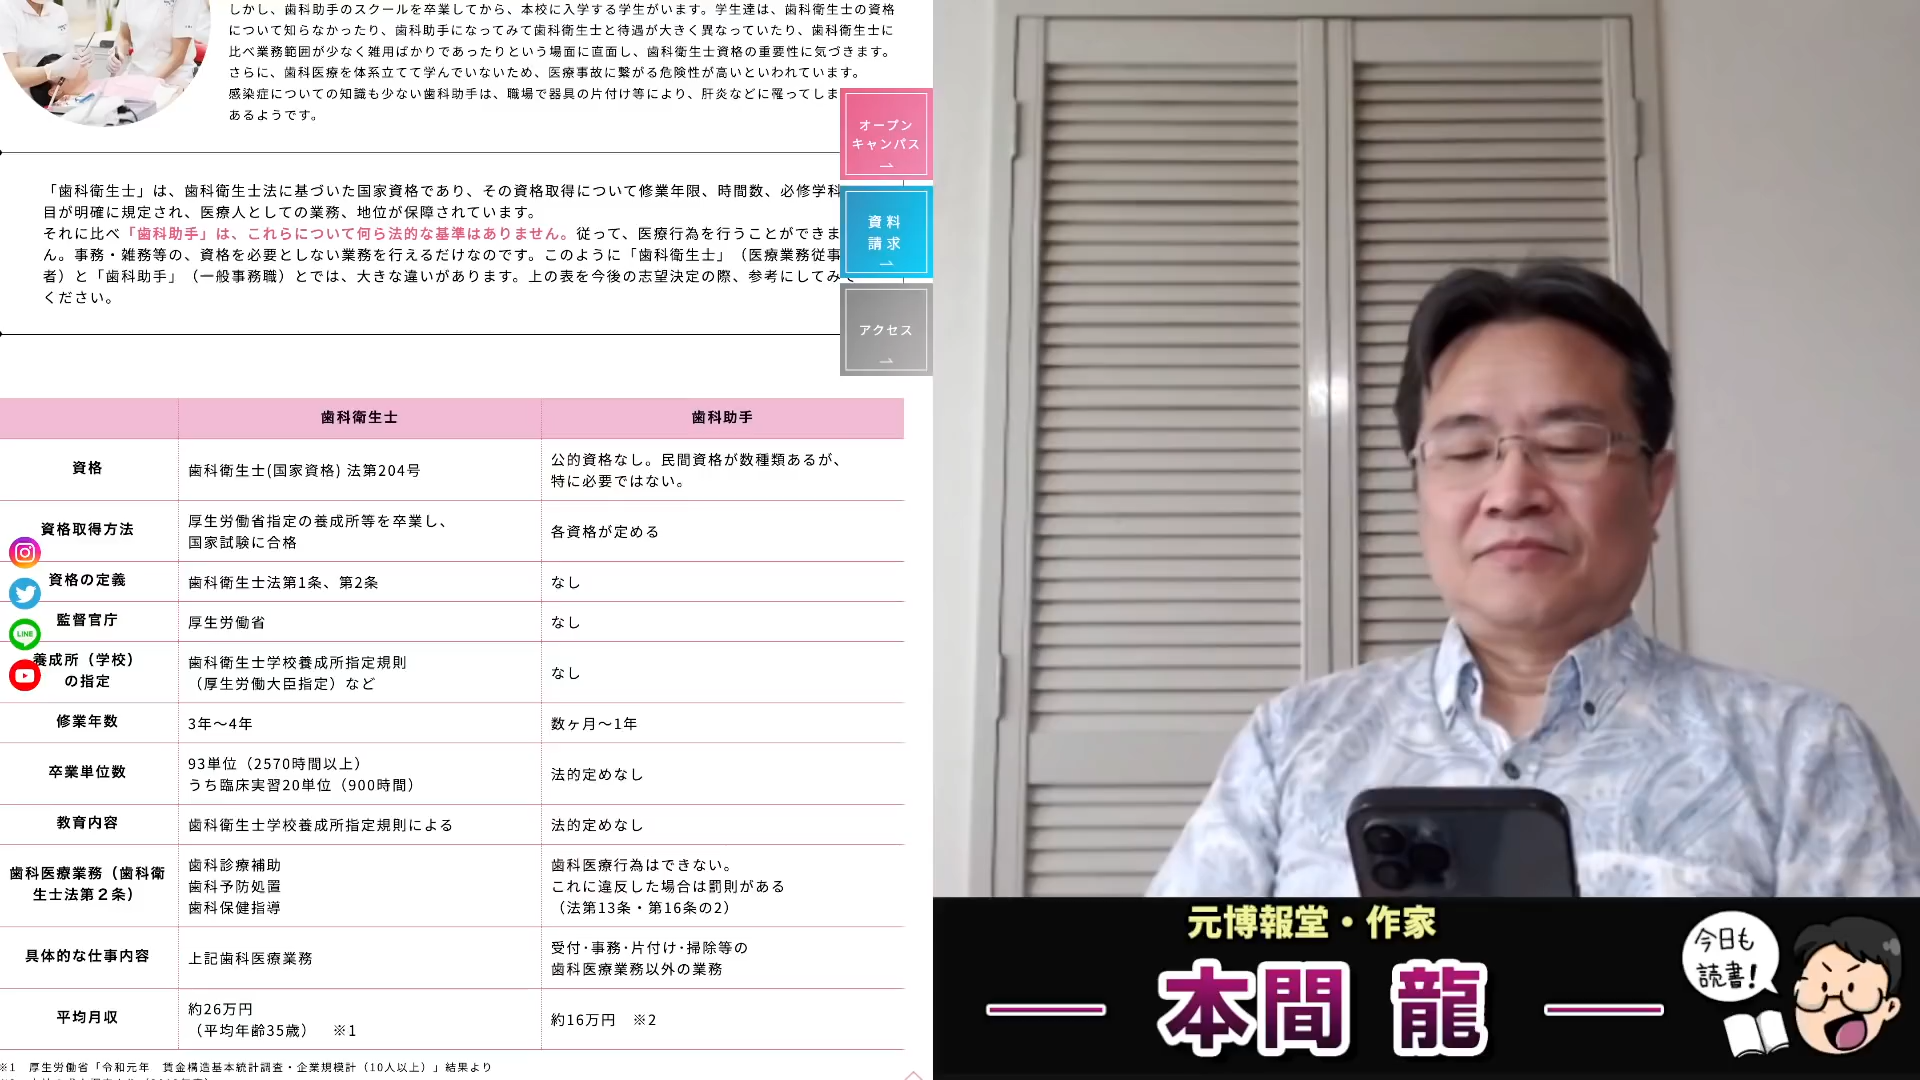 しかし、歯科助手のスクールを卒業してから、本校に入学する学生がいます。学生達は、歯科衛生士の資格
について知らなかったり、歯科助手になってみて歯科衛生士と待遇が大きく異なっていたり、歯科衛生士に
比べ業務範囲が少なく雑用ばかりであったりという場面に直面し、歯科衛生士資格の重要性に気づきます。
さらに、歯科医療を体系立てて学んでいないため、医療事故に繋がる危険性が高いといわれています。
感染症についての知識も少ない歯科助手は、職場で器具の片付け等により、肝炎などに罹ってしま
あるようです。
オープン
キャンパス
→
資料
請求
→
アクセス
→
「歯科衛生士」は、歯科衛生士法に基づいた国家資格であり、その資格取得について修業年限、時間数、必修学科
目が明確に規定され、医療人としての業務、地位が保障されています。
それに比べ「歯科助手」は、これらについて何ら法的な基準はありません。従って、医療行為を行うことができま
ん。事務・雑務等の、資格を必要としない業務を行えるだけなのです。このように「歯科衛生士」（医療業務従事
者）と「歯科助手」（一般事務職）とでは、大きな違いがあります。上の表を今後の志望決定の際、参考にしてみて
ください。
歯科衛生士 歯科助手
資格 歯科衛生士(国家資格) 法第204号 公的資格なし。民間資格が数種類あるが、
特に必要ではない。
資格取得方法 厚生労働省指定の養成所等を卒業し、
国家試験に合格 各資格が定める
資格の定義 歯科衛生士法第1条、第2条 なし
監督官庁 厚生労働省 なし
LINE
養成所（学校）
の指定 歯科衛生士学校養成所指定規則
（厚生労働大臣指定）など なし
修業年数 3年〜4年 数ヶ月〜1年
卒業単位数 93単位（2570時間以上）
うち臨床実習20単位（900時間） 法的定めなし
教育内容 歯科衛生士学校養成所指定規則による 法的定めなし
歯科医療業務（歯科衛
生士法第２条） 歯科診療補助
歯科予防処置
歯科保健指導 歯科医療行為はできない。
これに違反した場合は罰則がある
（法第13条・第16条の2）
具体的な仕事内容 上記歯科医療業務 受付･事務･片付け･掃除等の
歯科医療業務以外の業務
平均月収 約26万円
（平均年齢35歳） ※1 約16万円 ※2
※1 厚生労働省「令和元年 賃金構造基本統計調査・企業規模計（10人以上）」結果より
元博報堂・作家
本間 龍
今日も
読書!